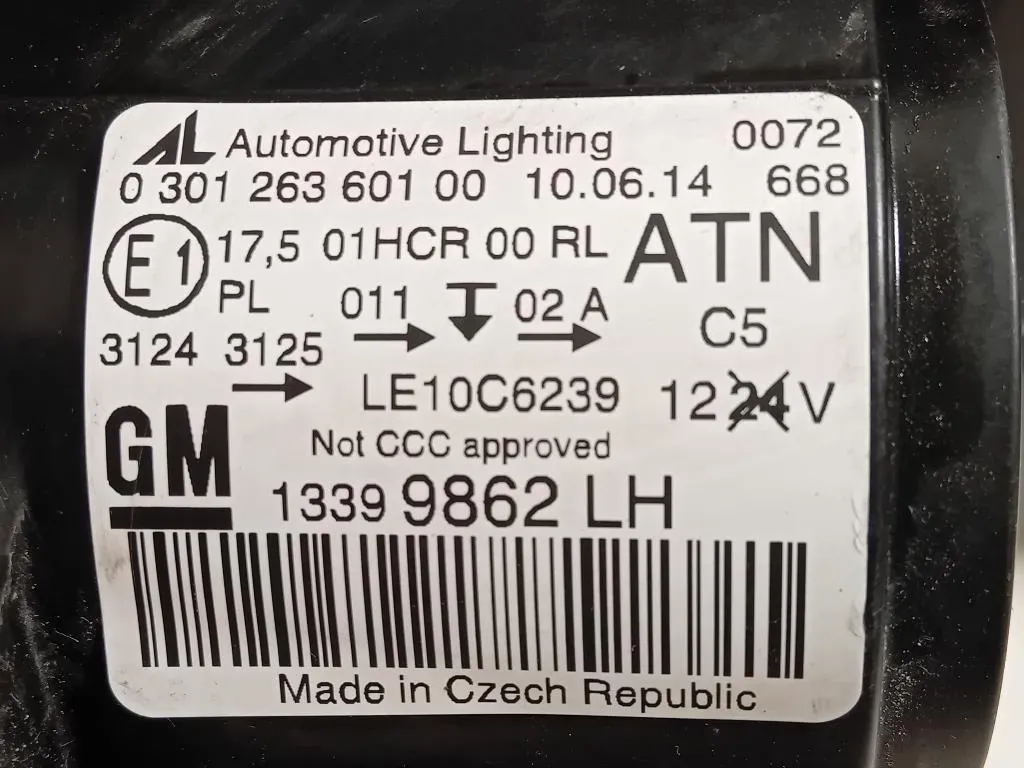 AL Automotive Lighting 0072
0 301 263 601 00 10.06.14 668
E1 17,5 01HCR 00 RL ATN
PL 011 02 A C5
3124 3125
LE10C6239 12 24 V
GM Not CCC approved
1339 9862 LH
Made in Czech Republic